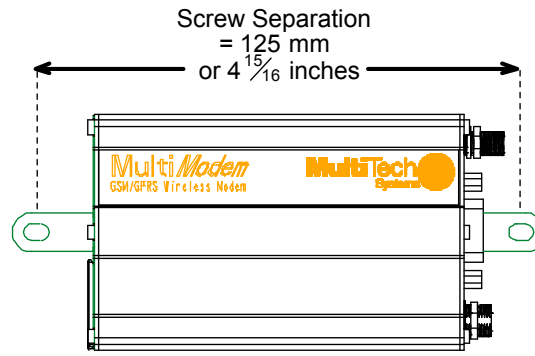 Screw Separation
= 125 mm
or 4 15/16 inches
MultiModem
GSM/GPRS Wireless Modem
MultiTech
Systems